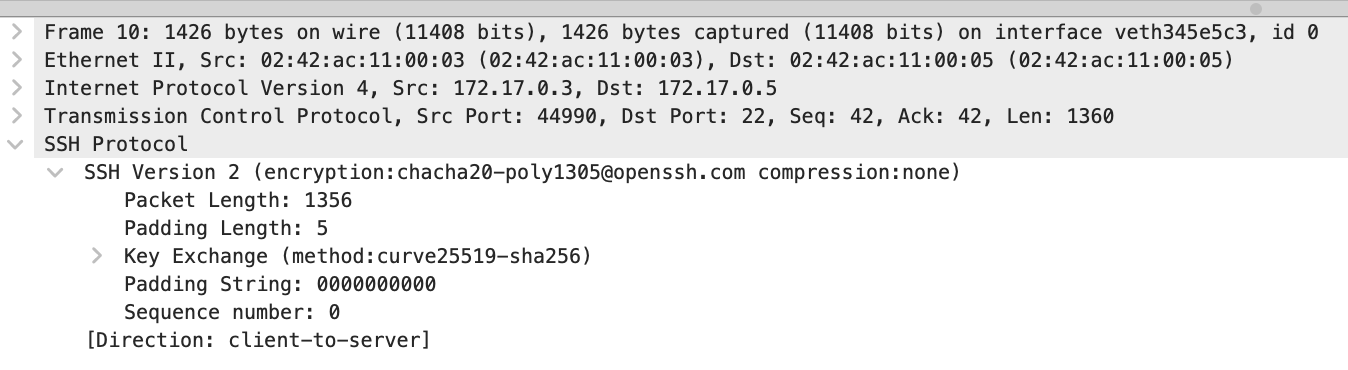 Frame 10: 1426 bytes on wire (11408 bits), 1426 bytes captured (11408 bits) on interface veth345e5c3, id 0
Ethernet II, Src: 02:42:ac:11:00:03 (02:42:ac:11:00:03), Dst: 02:42:ac:11:00:05 (02:42:ac:11:00:05)
Internet Protocol Version 4, Src: 172.17.0.3, Dst: 172.17.0.5
Transmission Control Protocol, Src Port: 44990, Dst Port: 22, Seq: 42, Ack: 42, Len: 1360
SSH Protocol
SSH Version 2 (encryption:chacha20-poly1305@openssh.com compression:none)
Packet Length: 1356
Padding Length: 5
Key Exchange (method:curve25519-sha256)
Padding String: 0000000000
Sequence number: 0
[Direction: client-to-server]